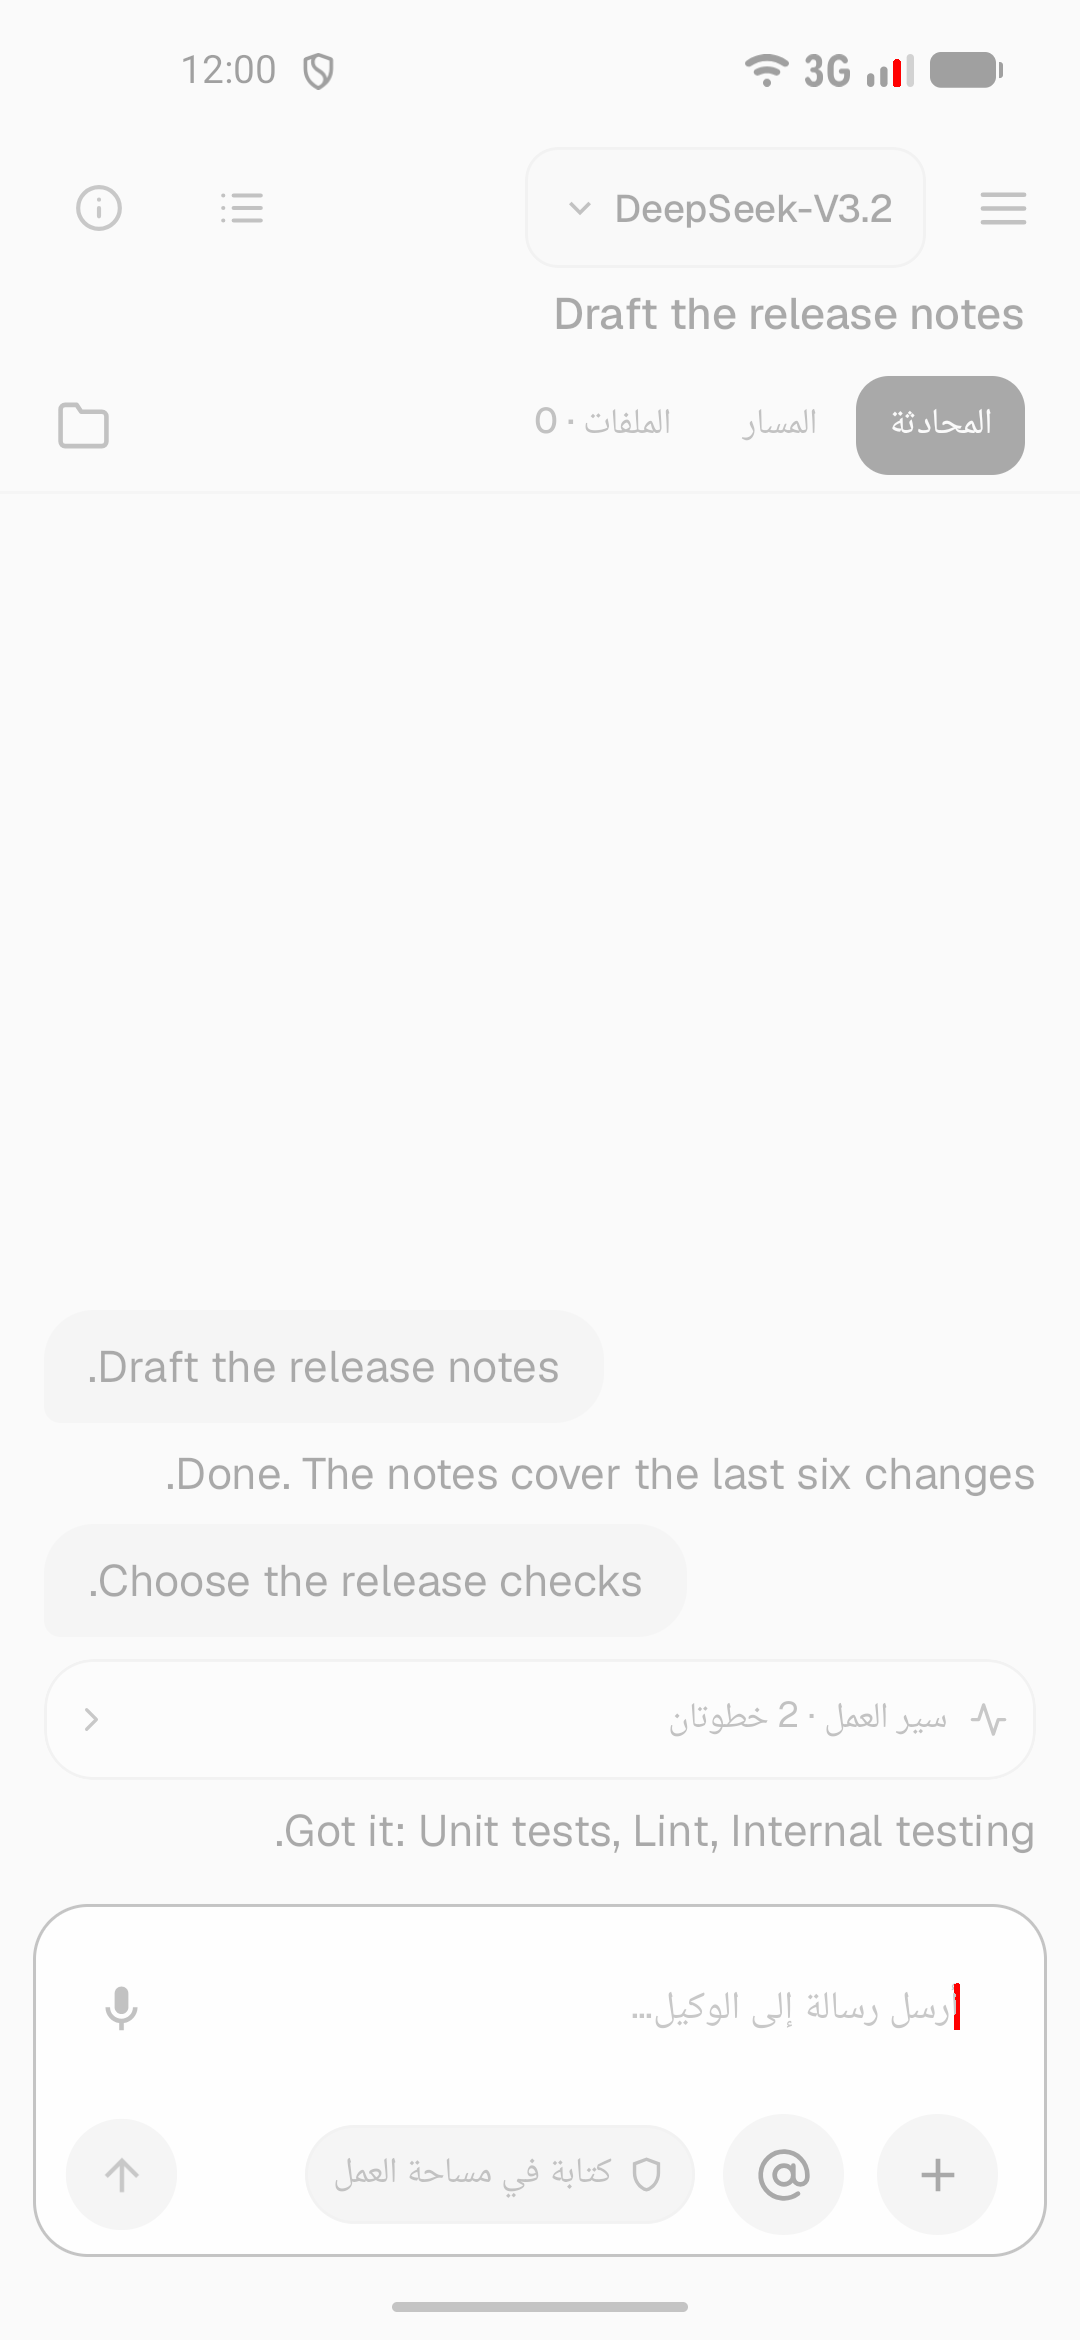 12:00 3G
DeepSeek-V3.2
Draft the release notes
المحادثة المسار الملفات · 0
.Draft the release notes
.Done. The notes cover the last six changes
.Choose the release checks
سير العمل · 2 خطوتان
.Got it: Unit tests, Lint, Internal testing
أرسل رسالة إلى الوكيل...
@ كتابة في مساحة العمل